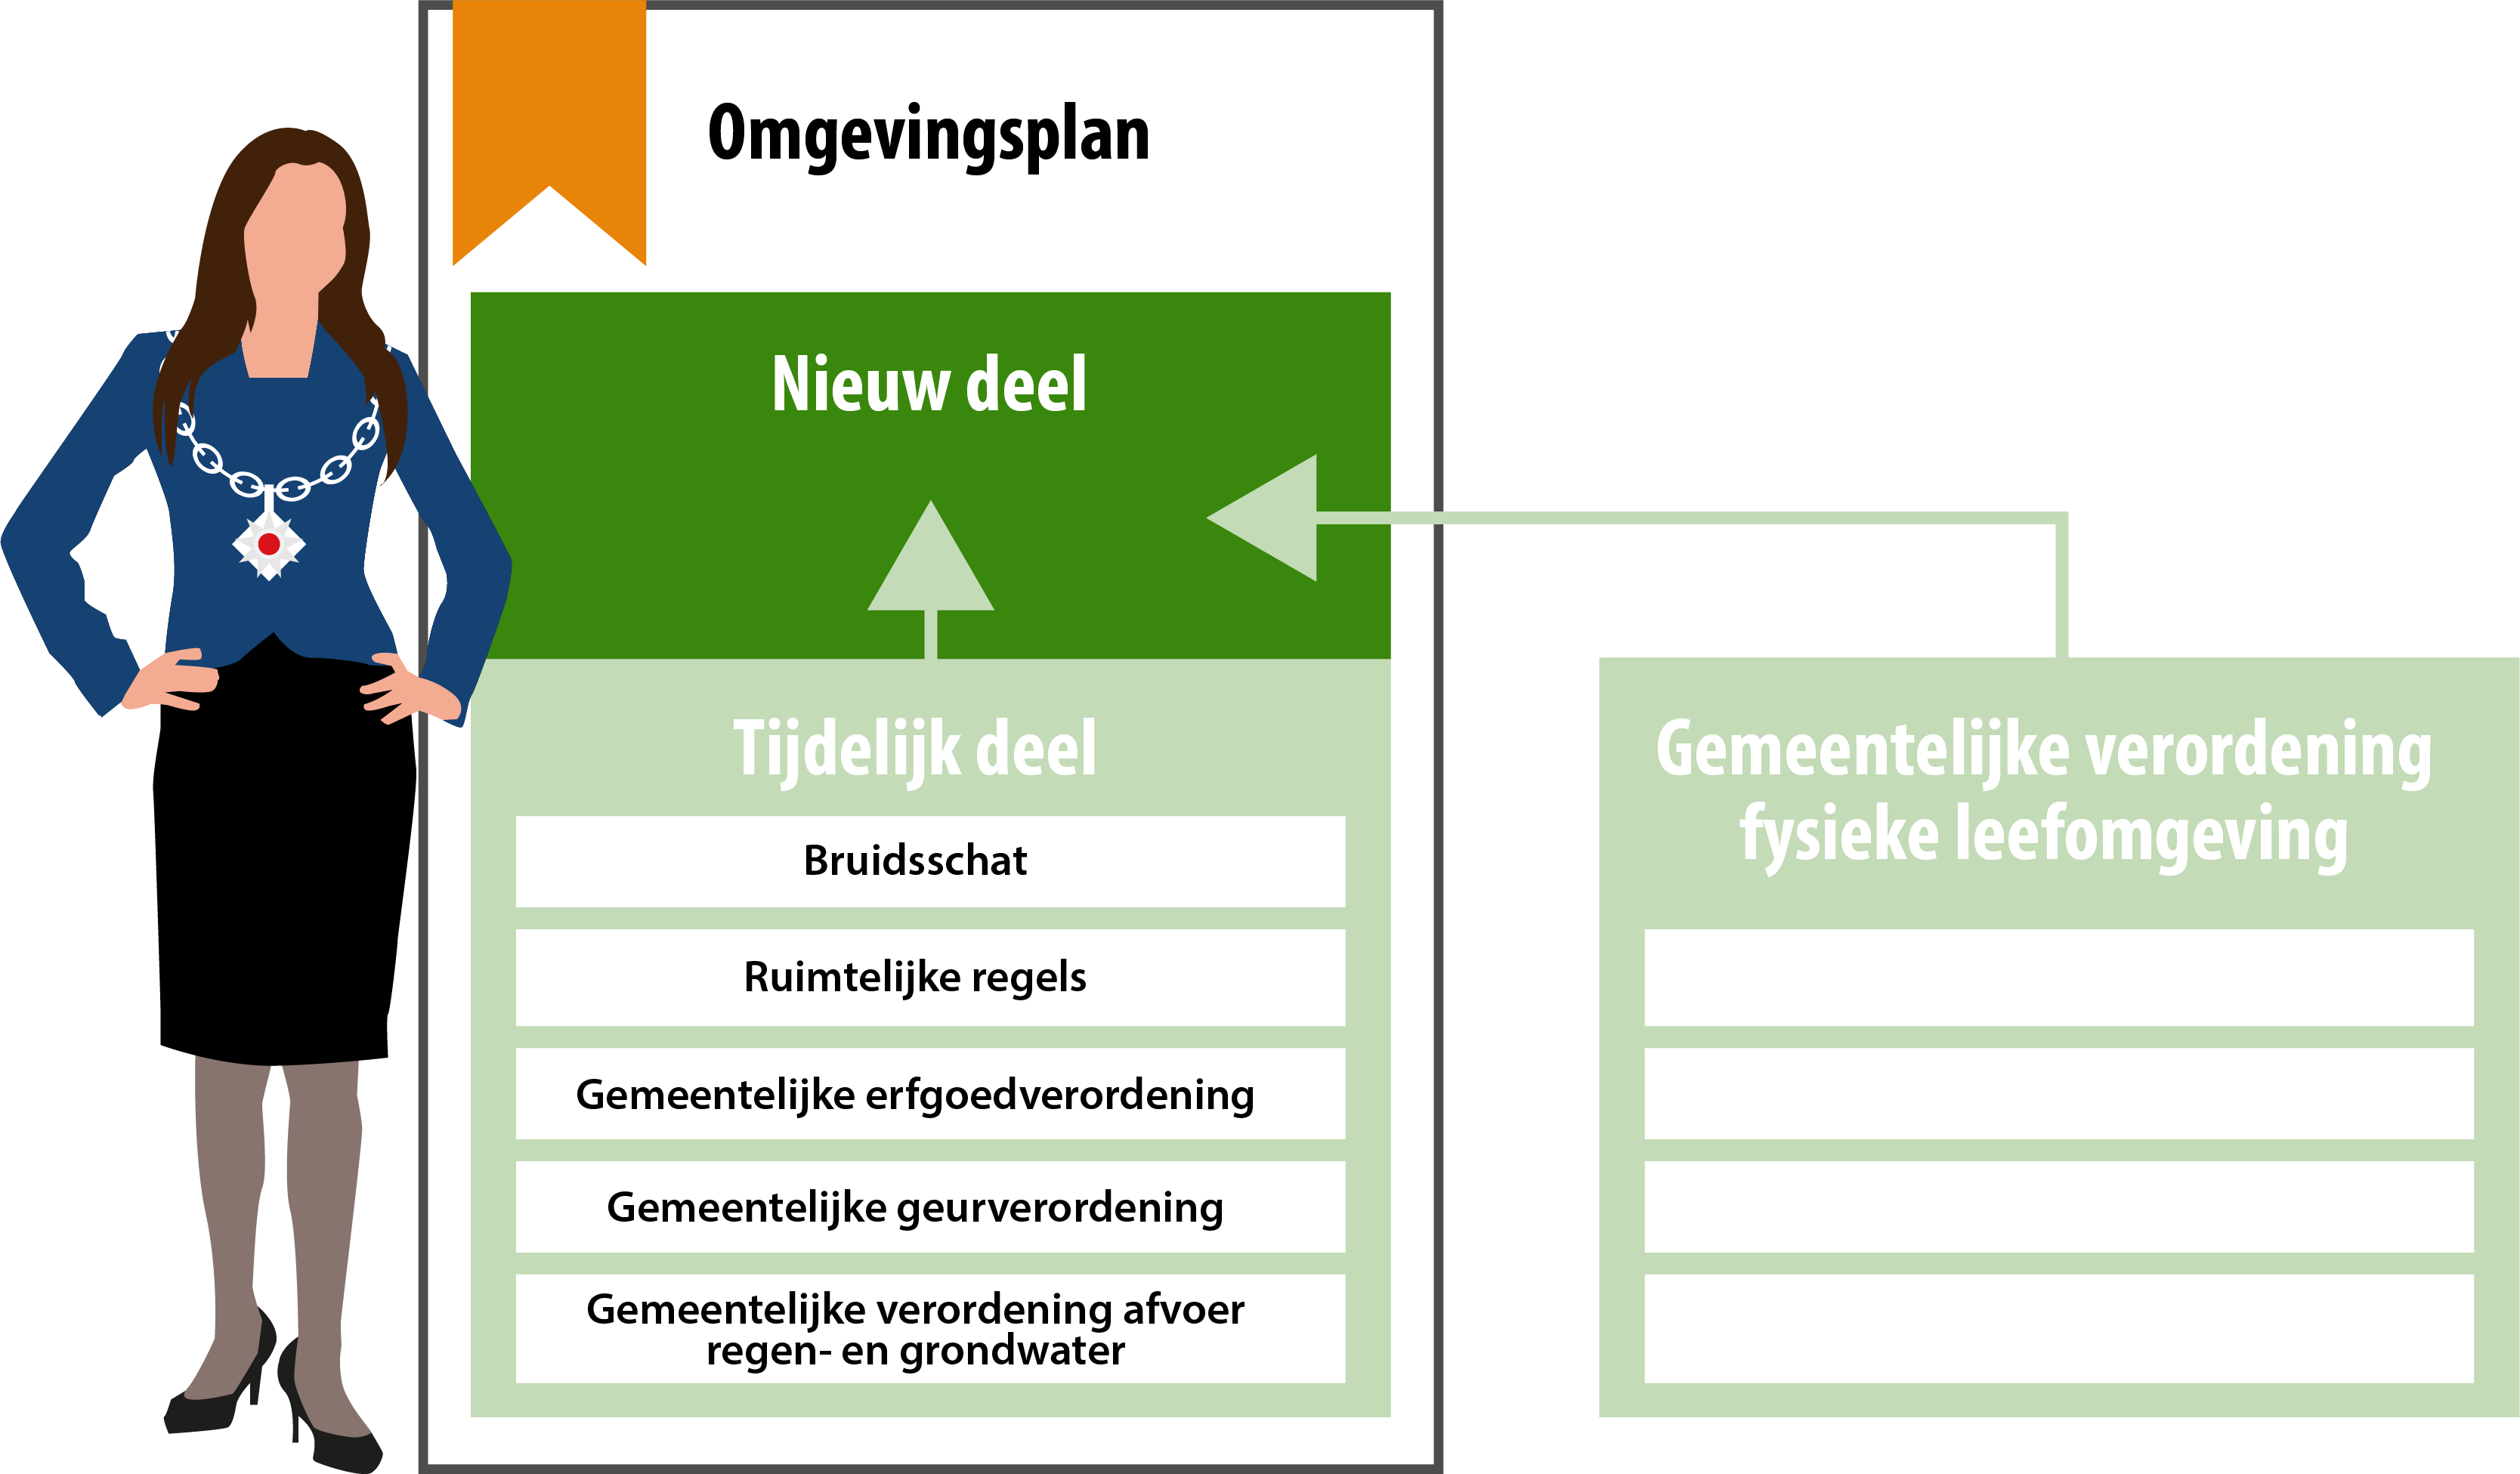 Omgevingsplan
Nieuw deel
Tijdelijk deel
Bruidsschat
Ruimtelijke regels
Gemeentelijke erfgoedverordening
Gemeentelijke geurverordening
Gemeentelijke verordening afvoer
regen- en grondwater
Gemeentelijke verordening
fysieke leefomgeving